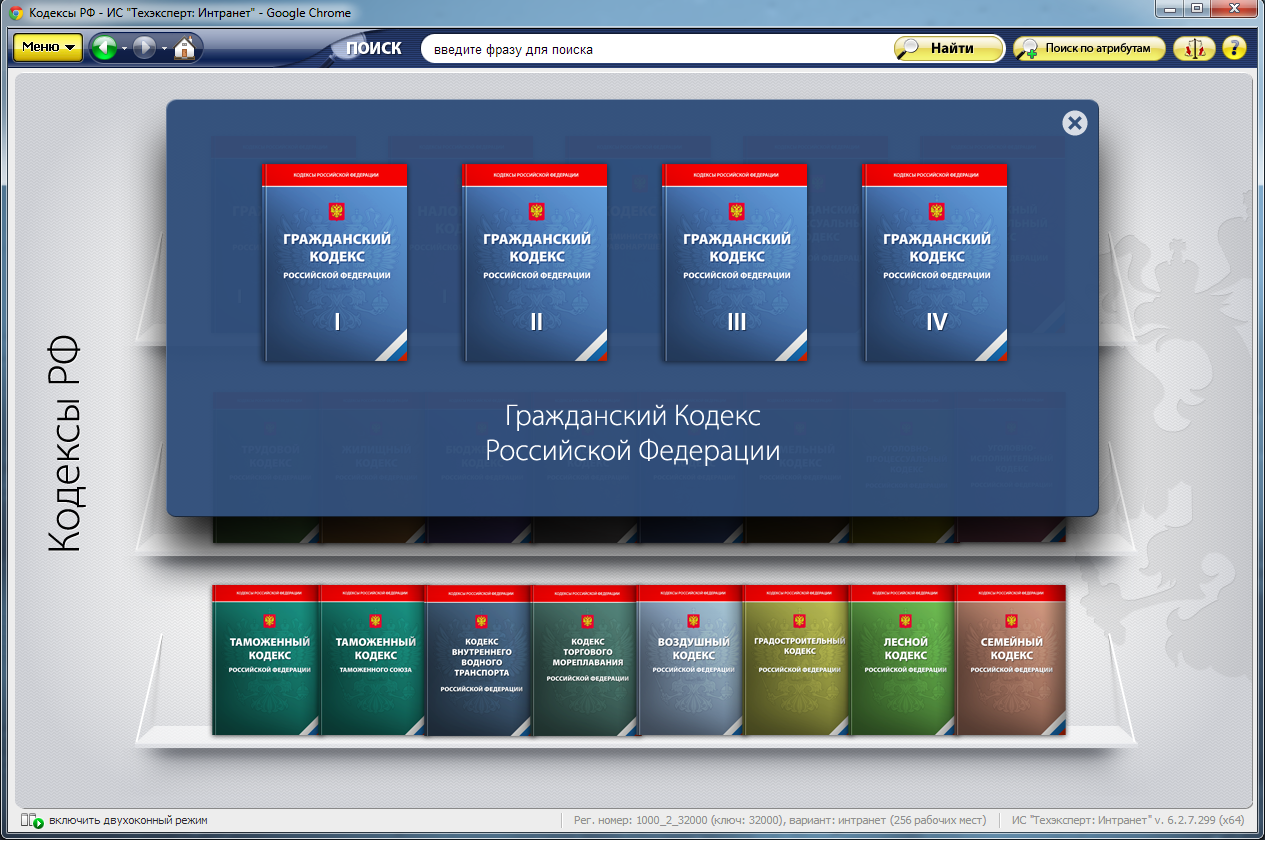 Кодексы РФ - ИС "Техэксперт: Интранет" - Google Chrome
Меню
ПОИСК
введите фразу для поиска
Найти
Поиск по атрибутам
?
Кодексы РФ
КОДЕКСЫ РОССИЙСКОЙ ФЕДЕРАЦИИ
ГРАЖДАНСКИЙ
КОДЕКС
РОССИЙСКОЙ ФЕДЕРАЦИИ
I
КОДЕКСЫ РОССИЙСКОЙ ФЕДЕРАЦИИ
ГРАЖДАНСКИЙ
КОДЕКС
РОССИЙСКОЙ ФЕДЕРАЦИИ
II
КОДЕКСЫ РОССИЙСКОЙ ФЕДЕРАЦИИ
ГРАЖДАНСКИЙ
КОДЕКС
РОССИЙСКОЙ ФЕДЕРАЦИИ
III
КОДЕКСЫ РОССИЙСКОЙ ФЕДЕРАЦИИ
ГРАЖДАНСКИЙ
КОДЕКС
РОССИЙСКОЙ ФЕДЕРАЦИИ
IV
Гражданский Кодекс
Российской Федерации
КОДЕКСЫ РОССИЙСКОЙ ФЕДЕРАЦИИ
ТАМОЖЕННЫЙ
КОДЕКС
РОССИЙСКОЙ ФЕДЕРАЦИИ
КОДЕКСЫ РОССИЙСКОЙ ФЕДЕРАЦИИ
ТАМОЖЕННЫЙ
КОДЕКС
ТАМОЖЕННОГО СОЮЗА
КОДЕКСЫ РОССИЙСКОЙ ФЕДЕРАЦИИ
КОДЕКС
ВНУТРЕННЕГО
ВОДНОГО
ТРАНСПОРТА
РОССИЙСКОЙ ФЕДЕРАЦИИ
КОДЕКСЫ РОССИЙСКОЙ ФЕДЕРАЦИИ
КОДЕКС
ТОРГОВОГО
МОРЕПЛАВАНИЯ
РОССИЙСКОЙ ФЕДЕРАЦИИ
КОДЕКСЫ РОССИЙСКОЙ ФЕДЕРАЦИИ
ВОЗДУШНЫЙ
КОДЕКС
РОССИЙСКОЙ ФЕДЕРАЦИИ
КОДЕКСЫ РОССИЙСКОЙ ФЕДЕРАЦИИ
ГРАДОСТРОИТЕЛЬНЫЙ
КОДЕКС
РОССИЙСКОЙ ФЕДЕРАЦИИ
КОДЕКСЫ РОССИЙСКОЙ ФЕДЕРАЦИИ
ЛЕСНОЙ
КОДЕКС
РОССИЙСКОЙ ФЕДЕРАЦИИ
КОДЕКСЫ РОССИЙСКОЙ ФЕДЕРАЦИИ
СЕМЕЙНЫЙ
КОДЕКС
РОССИЙСКОЙ ФЕДЕРАЦИИ
включить двухоконный режим
Рег. номер: 1000_2_32000 (ключ: 32000), вариант: интранет (256 рабочих мест)
ИС "Техэксперт: Интранет" v. 6.2.7.299 (x64)